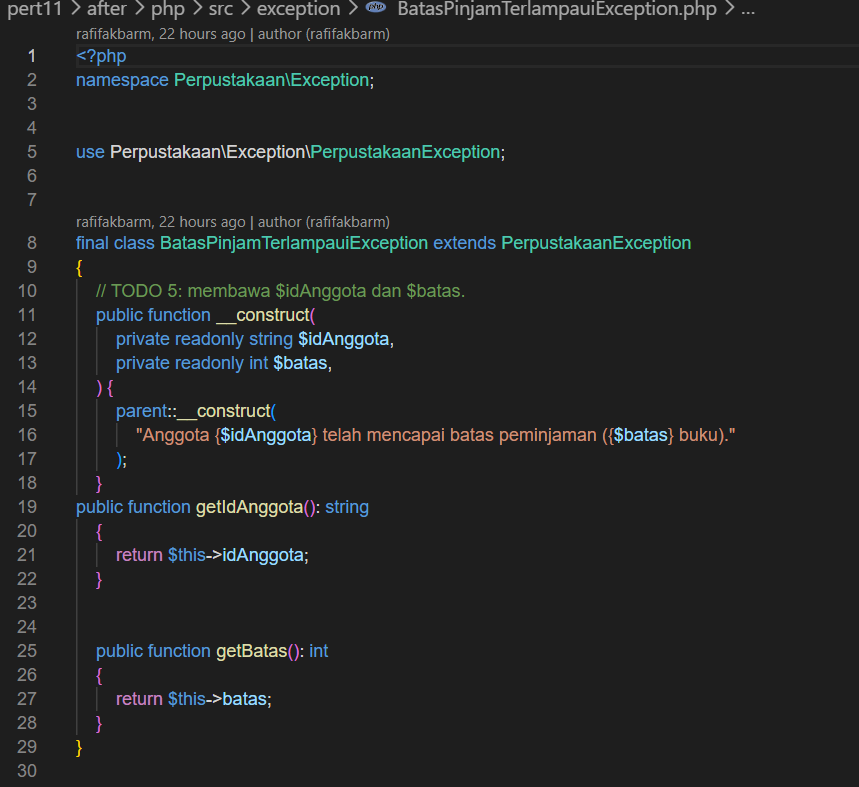 pert11 > after > php > src > exception > php BatasPinjamTerlampauiException.php > ...
rafifakbarm, 22 hours ago | author (rafifakbarm)
1 <?php
2 namespace Perpustakaan\Exception;
3
4
5 use Perpustakaan\Exception\PerpustakaanException;
6
7
rafifakbarm, 22 hours ago | author (rafifakbarm)
8 final class BatasPinjamTerlampauiException extends PerpustakaanException
9 {
10 // TODO 5: membawa $idAnggota dan $batas.
11 public function __construct(
12 private readonly string $idAnggota,
13 private readonly int $batas,
14 ) {
15 parent::__construct(
16 "Anggota {$idAnggota} telah mencapai batas peminjaman ({$batas} buku)."
17 );
18 }
19 public function getIdAnggota(): string
20 {
21 return $this->idAnggota;
22 }
23
24
25 public function getBatas(): int
26 {
27 return $this->batas;
28 }
29 }
30